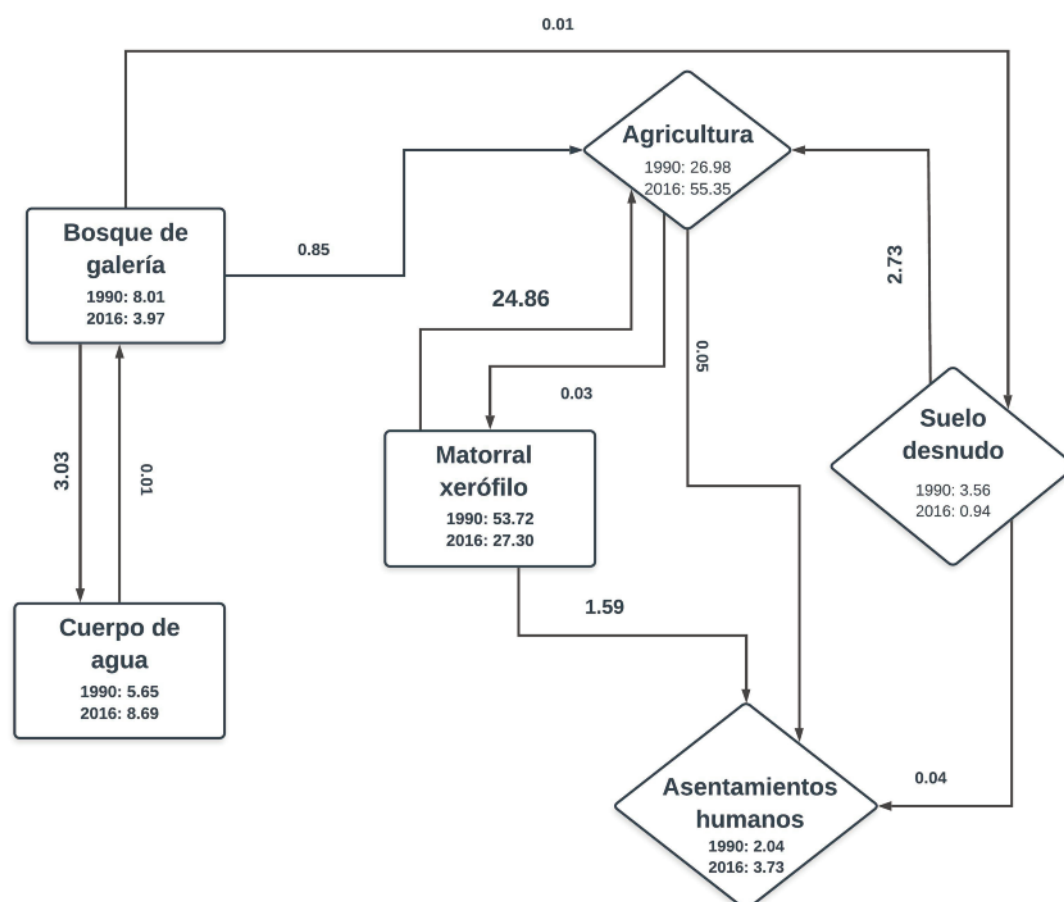 0.01
Agricultura
1990: 26.98
2016: 55.35
Bosque de
galería
1990: 8.01
2016: 3.97
0.85
2.73
24.86
0.05
0.03
Suelo
desnudo
1990: 3.56
2016: 0.94
Matorral
xerófilo
1990: 53.72
2016: 27.30
3.03
0.01
1.59
Cuerpo de
agua
1990: 5.65
2016: 8.69
0.04
Asentamientos
humanos
1990: 2.04
2016: 3.73